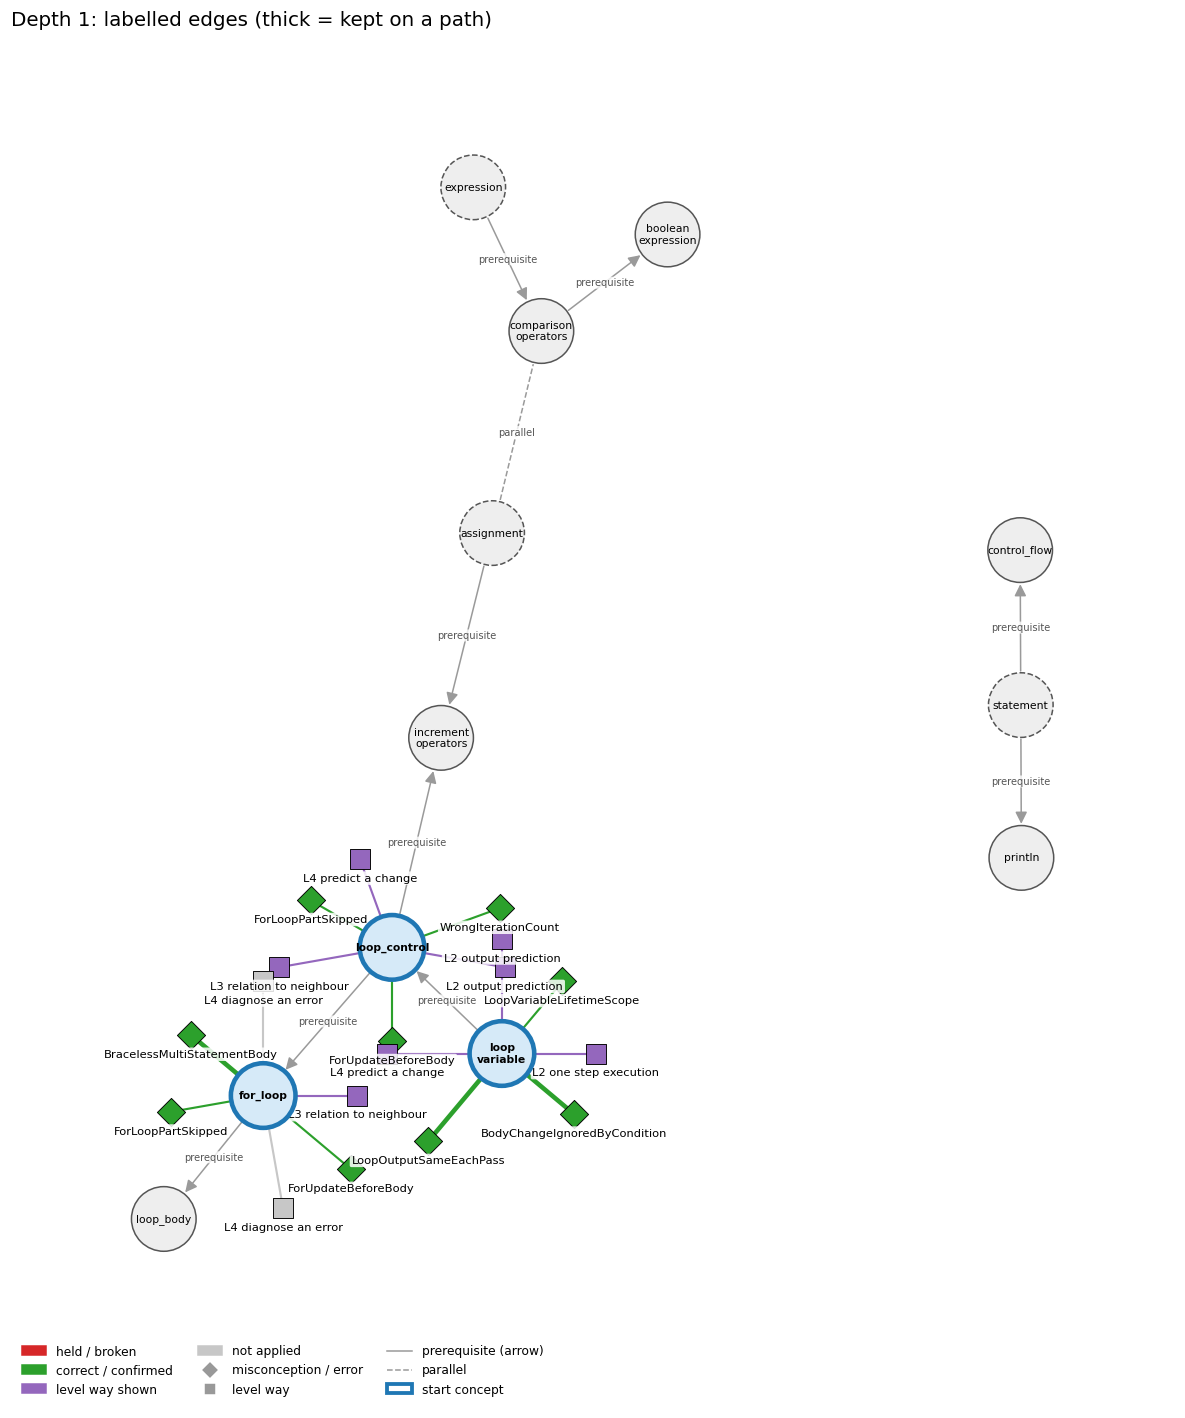 Depth 1: labelled edges (thick = kept on a path)
expression
boolean
expression
prerequisite
prerequisite
comparison
operators
parallel
assignment
control_flow
prerequisite
prerequisite
statement
increment
operators
prerequisite
prerequisite
println
L4 predict a change
ForLoopPartSkipped
WrongIterationCount
loop_control
L2 output prediction
L3 relation to neighbour
L2 output prediction
L4 diagnose an error
prerequisite
LoopVariableLifetimeScope
prerequisite
BracelessMultiStatementBody
ForUpdateBeforeBody
loop
variable
L4 predict a change
L2 one step execution
for_loop
L3 relation to neighbour
ForLoopPartSkipped
BodyChangeIgnoredByCondition
prerequisite
LoopOutputSameEachPass
ForUpdateBeforeBody
loop_body
L4 diagnose an error
held / broken
correct / confirmed
level way shown
not applied
misconception / error
level way
prerequisite (arrow)
parallel
start concept